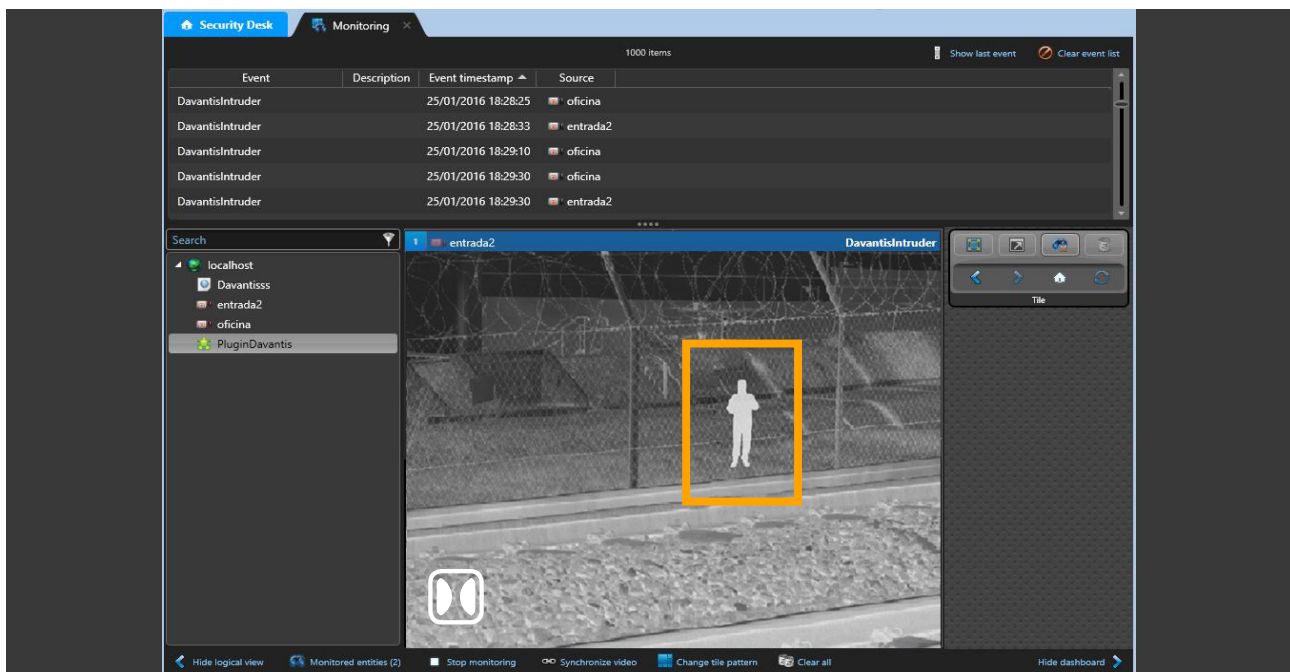 Security Desk Monitoring
1000 items Show last event Clear event list
Event Description Event timestamp Source
DavantisIntruder 25/01/2016 18:28:25 oficina
DavantisIntruder 25/01/2016 18:28:33 entrada2
DavantisIntruder 25/01/2016 18:29:10 oficina
DavantisIntruder 25/01/2016 18:29:30 oficina
DavantisIntruder 25/01/2016 18:29:30 entrada2
Search
localhost
Davantisss
entrada2
oficina
PluginDavantis
1 entrada2 DavantisIntruder
Tile
Hide logical view Monitored entities (2) Stop monitoring Synchronize video Change tile pattern Clear all Hide dashboard